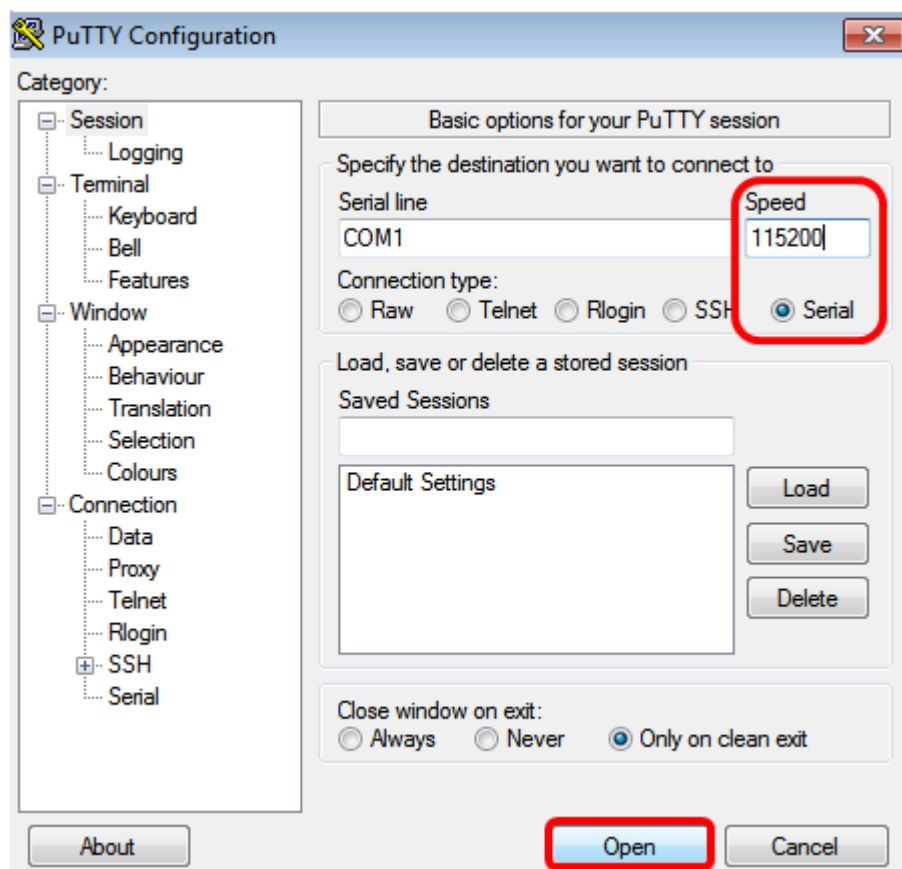 PuTTY Configuration
Category:
Session
Logging
Terminal
Keyboard
Bell
Features
Window
Appearance
Behaviour
Translation
Selection
Colours
Connection
Data
Proxy
Telnet
Rlogin
SSH
Serial
Basic options for your PuTTY session
Specify the destination you want to connect to
Serial line Speed
COM1 115200
Connection type:
Raw Telnet Rlogin SSH Serial
Load, save or delete a stored session
Saved Sessions
Default Settings
Load
Save
Delete
Close window on exit:
Always Never Only on clean exit
About Open Cancel